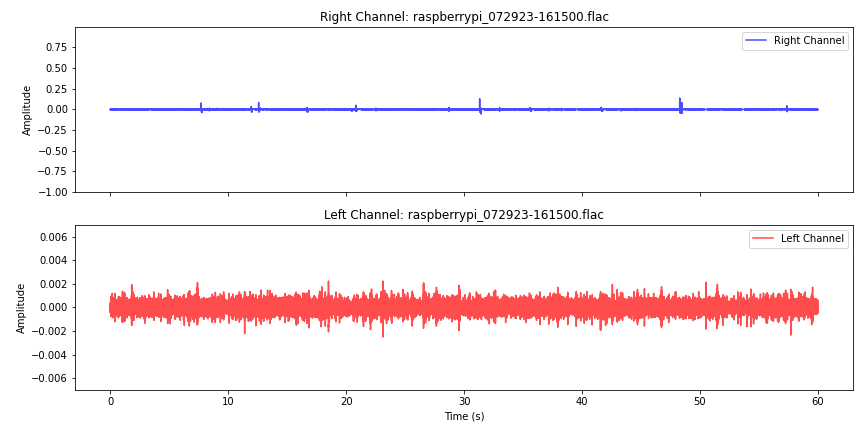 Right Channel: raspberrypi_072923-161500.flac
Right Channel
0.75
0.50
0.25
0.00
−0.25
−0.50
−0.75
−1.00
Amplitude
Left Channel: raspberrypi_072923-161500.flac
Left Channel
0.006
0.004
0.002
0.000
−0.002
−0.004
−0.006
Amplitude
0 10 20 30 40 50 60
Time (s)